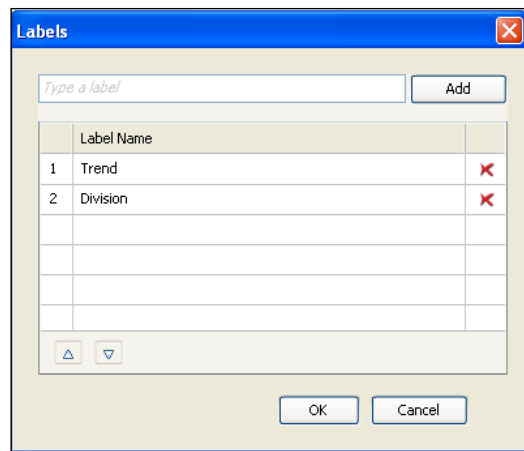 Labels
Type a label
Add
Label Name
1 Trend
2 Division
OK Cancel